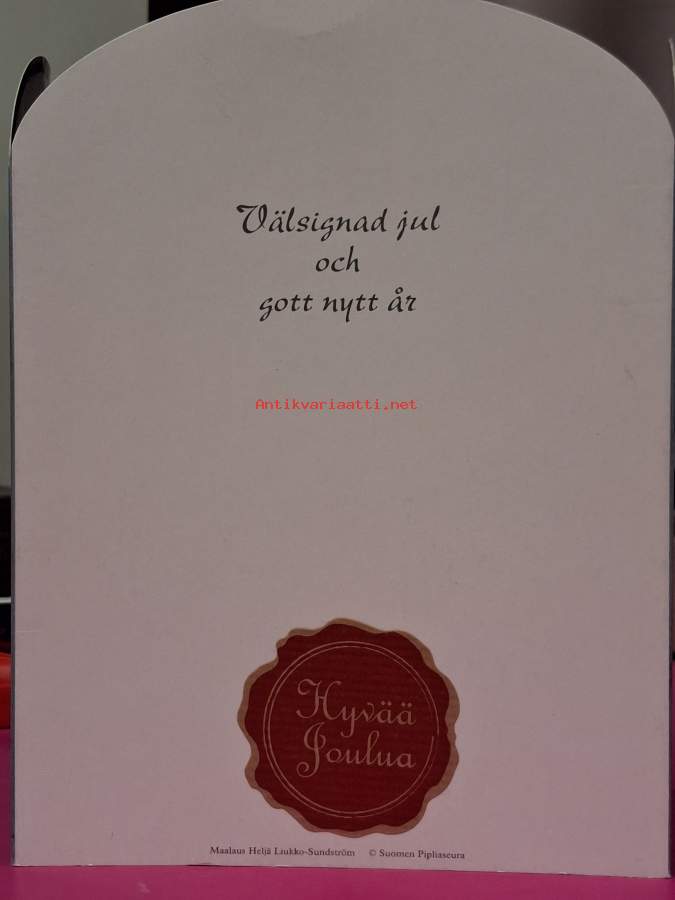 Välsignad jul
och
gott nytt år
Antikvariaatti.net
Hyvää
Joulua
Maalaus Heljä Liukko-Sundström © Suomen Pipliaseura